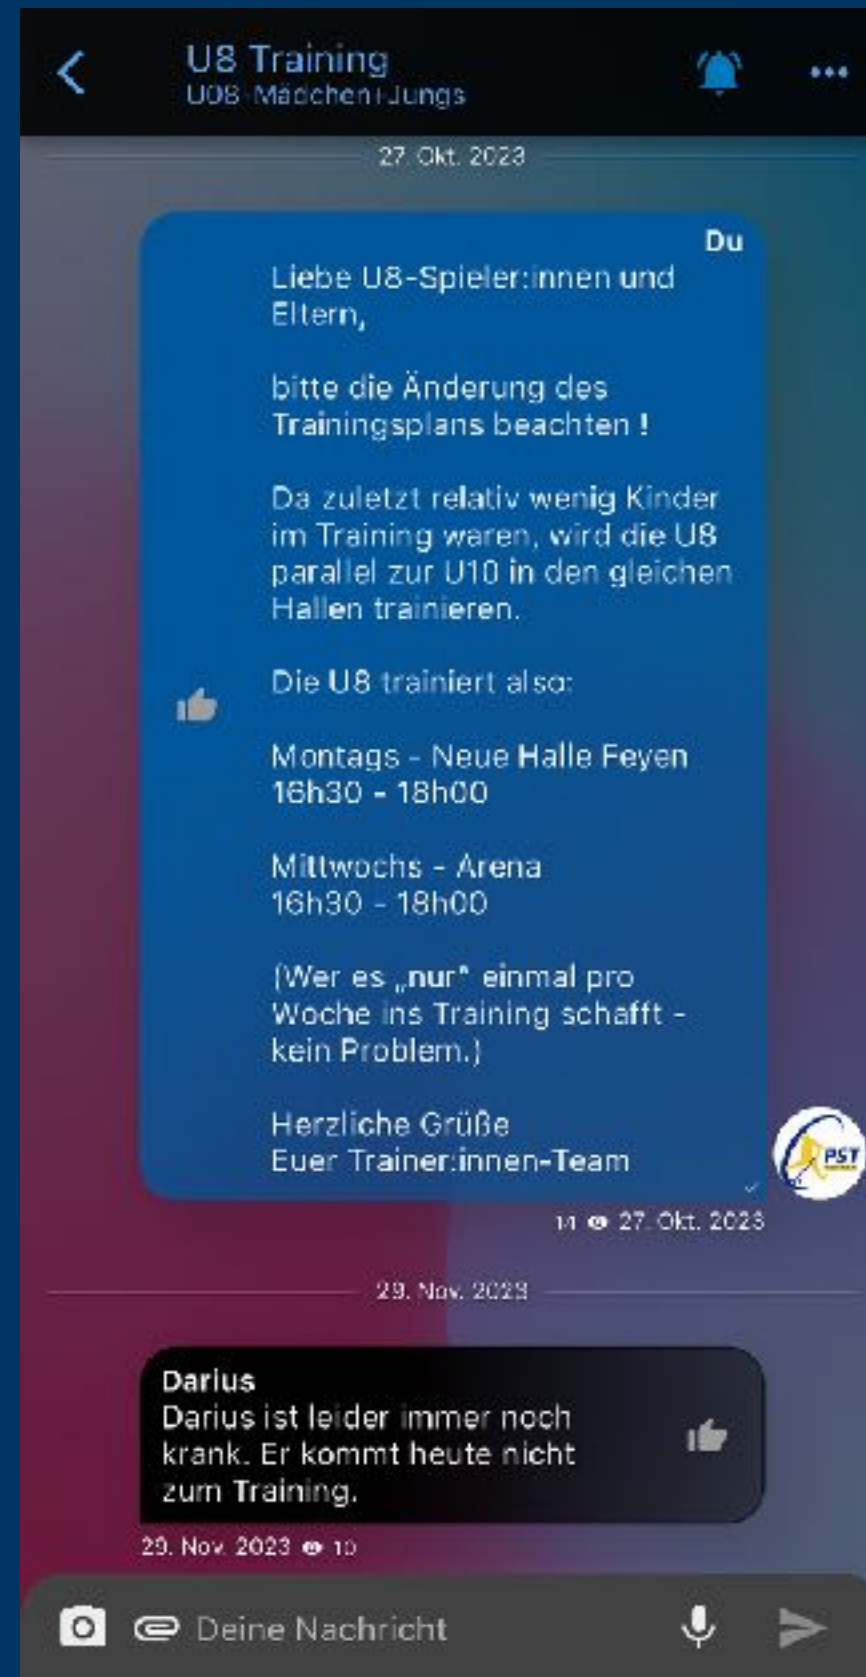 U8 Training
U08-Mädchen+Jungs
27. Okt. 2023
Du
Liebe U8-Spieler:innen und
Eltern,
bitte die Änderung des
Trainingsplans beachten !
Da zuletzt relativ wenig Kinder
im Training waren, wird die U8
parallel zur U10 in den gleichen
Hallen trainieren.
Die U8 trainiert also:
Montags - Neue Halle Feyen
16h30 - 18h00
Mittwochs - Arena
16h30 - 18h00
(Wer es „nur“ einmal pro
Woche ins Training schafft -
kein Problem.)
Herzliche Grüße
Euer Trainer:innen-Team
PST
14 27. Okt. 2023
29. Nov. 2023
Darius
Darius ist leider immer noch
krank. Er kommt heute nicht
zum Training.
29. Nov. 2023 10
Deine Nachricht